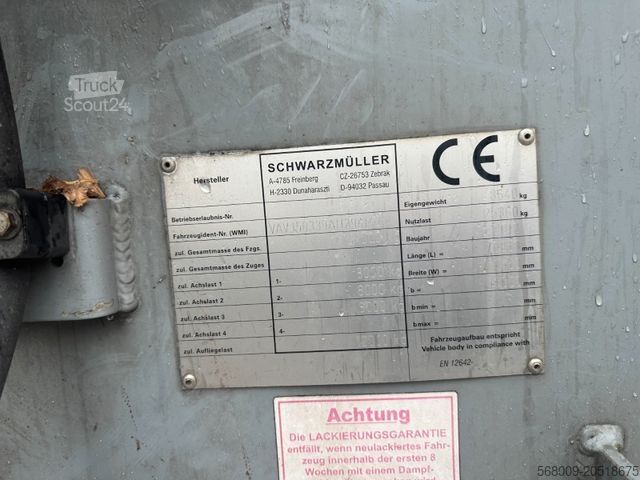 Truck
Scout24
Hersteller
SCHWARZMÜLLER
A-4785 Freinberg CZ-26753 Zebrak
H-2330 Dunaharaszti D-94032 Passau
CE
Betriebserlaubnis-Nr.
Fahrzeugident-Nr. (WMI)
zul. Gesamtmasse des Fzgs.
zul. Gesamtmasse des Zuges
zul. Achslast 1 1-
zul. Achslast 2 2-
zul. Achslast 3 3-
zul. Achslast 4 4-
zul. Aufliegelast
Eigengewicht kg
Nutzlast kg
Baujahr
Länge (L) = mm
Breite (W) = mm
b = mm
b min = mm
b max = mm
Fahrzeugaufbau entspricht
Vehicle body in compliance with
EN 12642-
Achtung
Die LACKIERUNGSGARANTIE
entfällt, wenn neulackiertes Fahr-
zeug innerhalb der ersten 8
Wochen mit einem Dampf-
568009-20518675